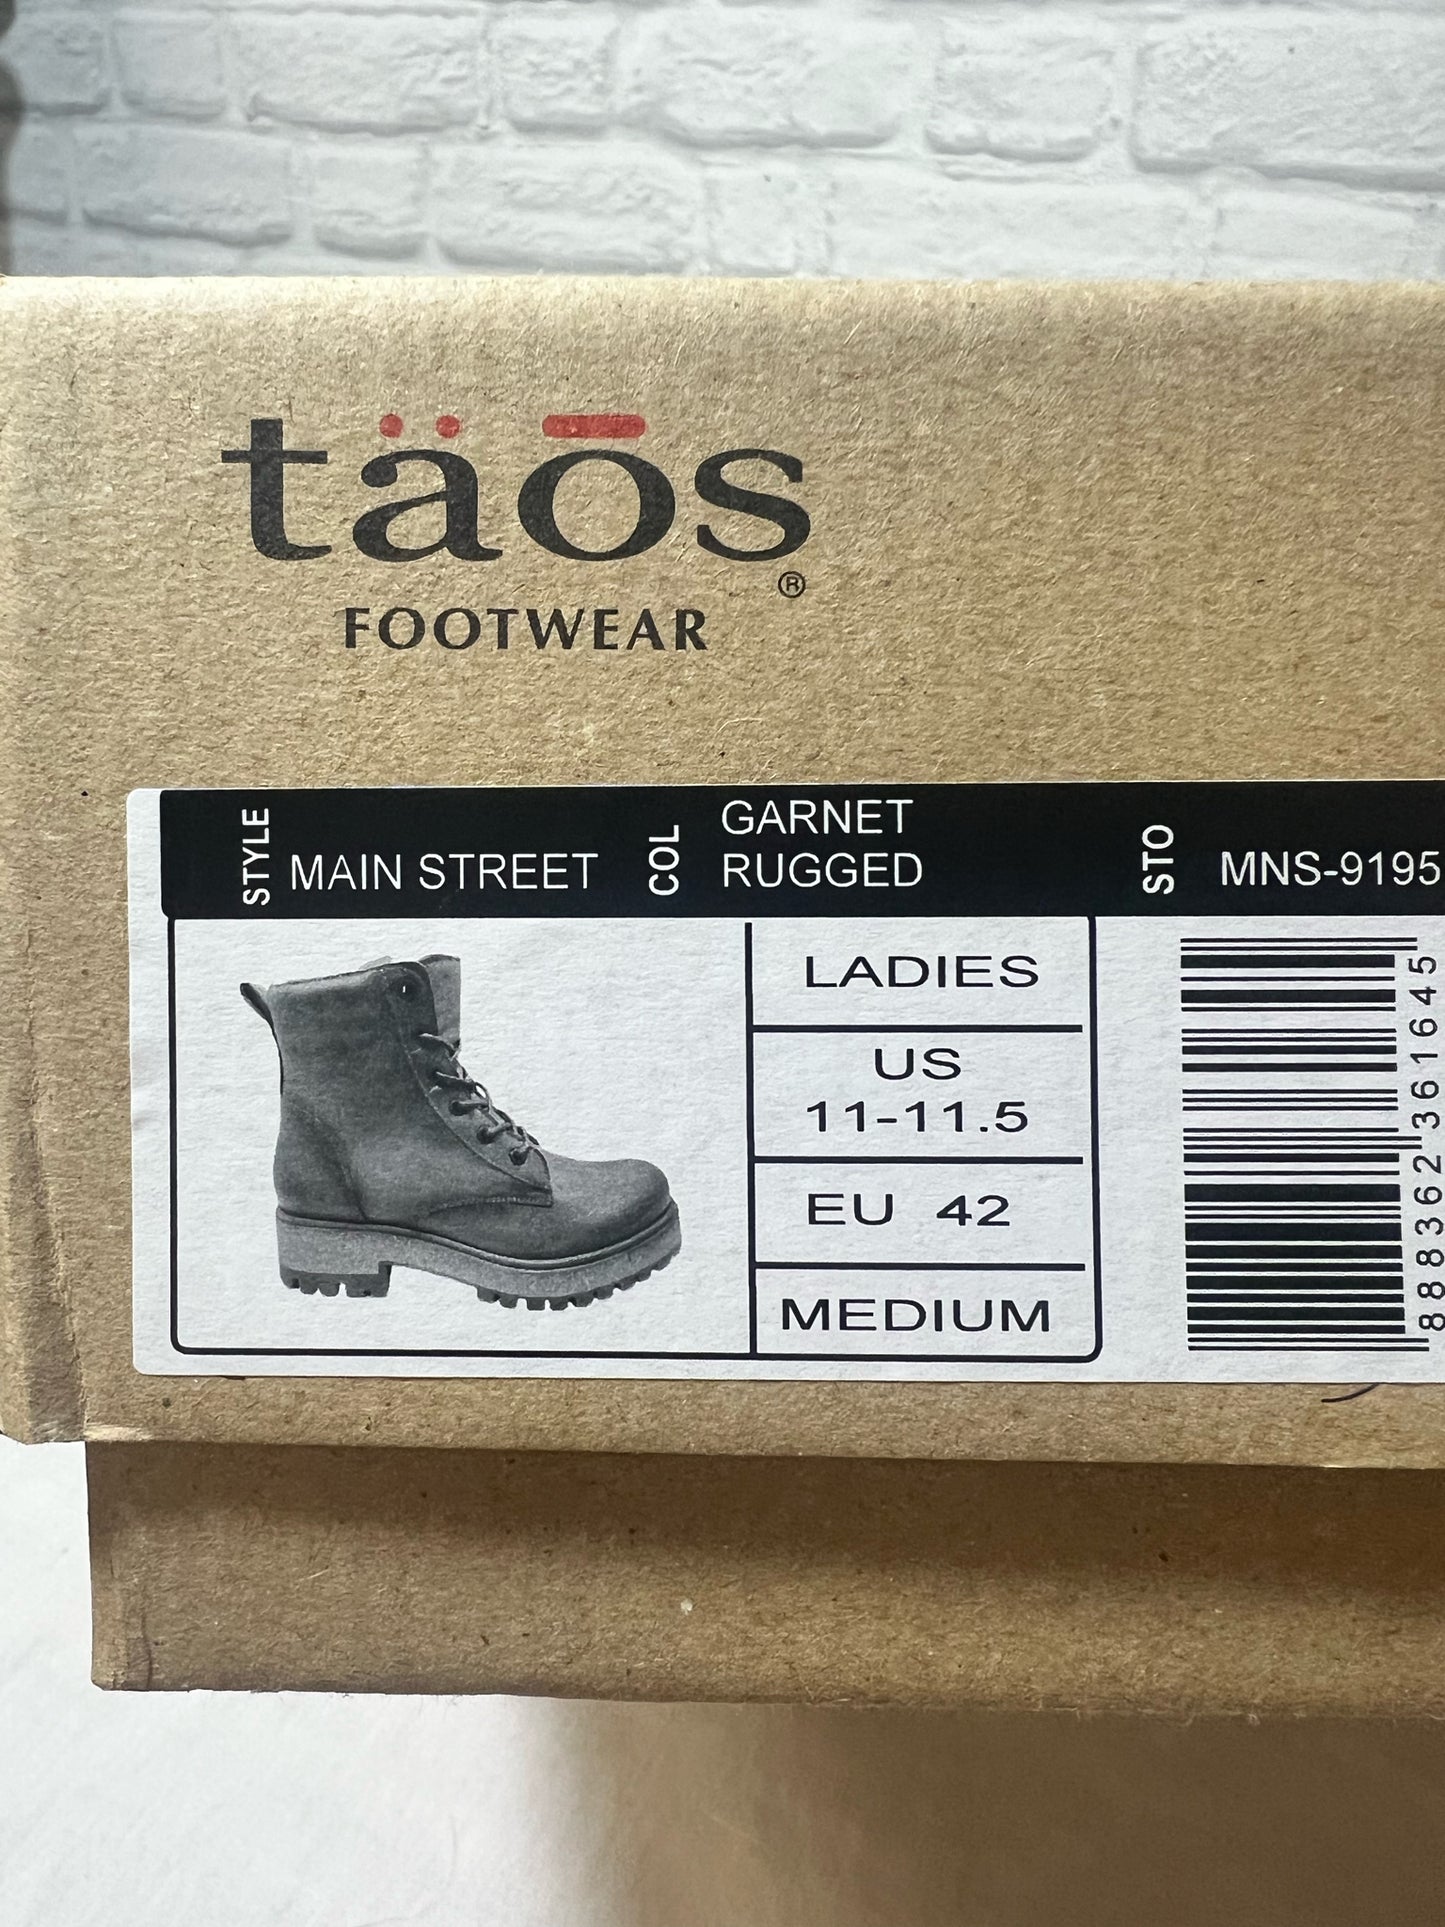 täōs®
FOOTWEAR
STYLE MAIN STREET
COL GARNET
RUGGED
STO MNS-9195
LADIES
US
11-11.5
EU 42
MEDIUM
888362361645